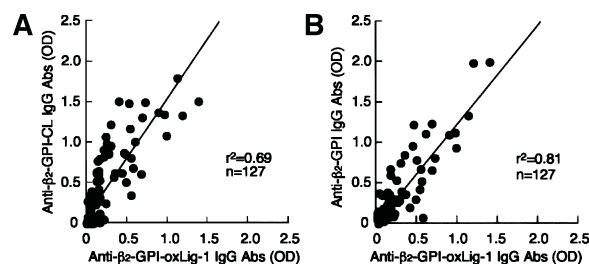 A
Anti-β2-GPI-CL IgG Abs (OD)
2.5
2.0
1.5
1.0
0.5
0
r²=0.69
n=127
0 0.5 1.0 1.5 2.0 2.5
Anti-β2-GPI-oxLig-1 IgG Abs (OD)
B
Anti-β2-GPI IgG Abs (OD)
2.5
2.0
1.5
1.0
0.5
0
r²=0.81
n=127
0 0.5 1.0 1.5 2.0 2.5
Anti-β2-GPI-oxLig-1 IgG Abs (OD)